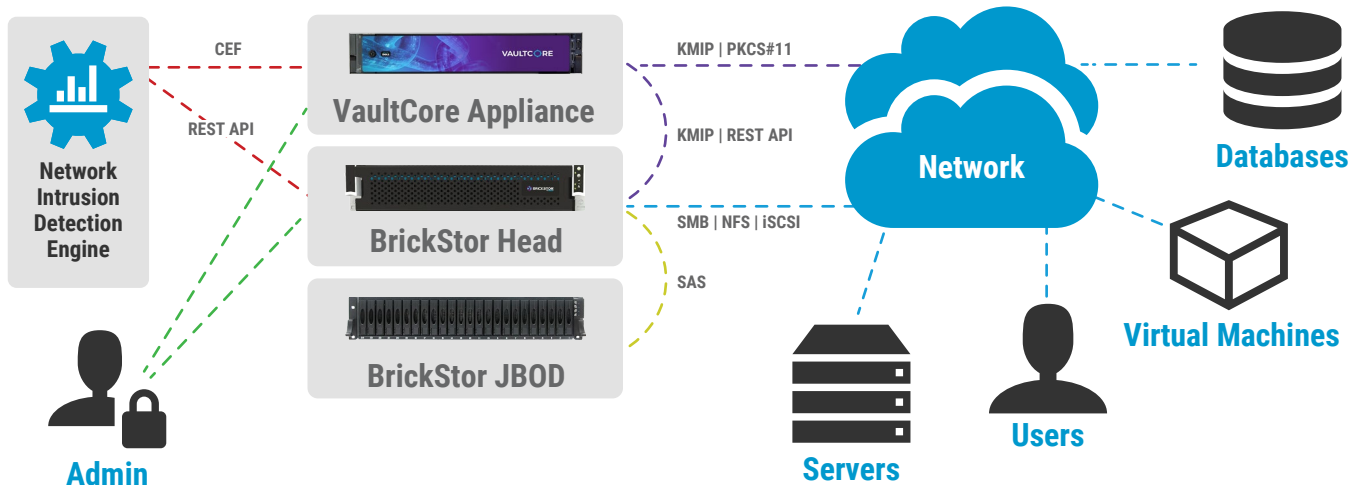 CEF
VAULTCORE
KMIP | PKCS#11
VaultCore Appliance
REST API
KMIP | REST API
Network
Databases
Network
Intrusion
Detection
Engine
BRICKSTOR
BrickStor Head
SMB | NFS | iSCSI
SAS
Virtual Machines
BrickStor JBOD
Users
Servers
Admin